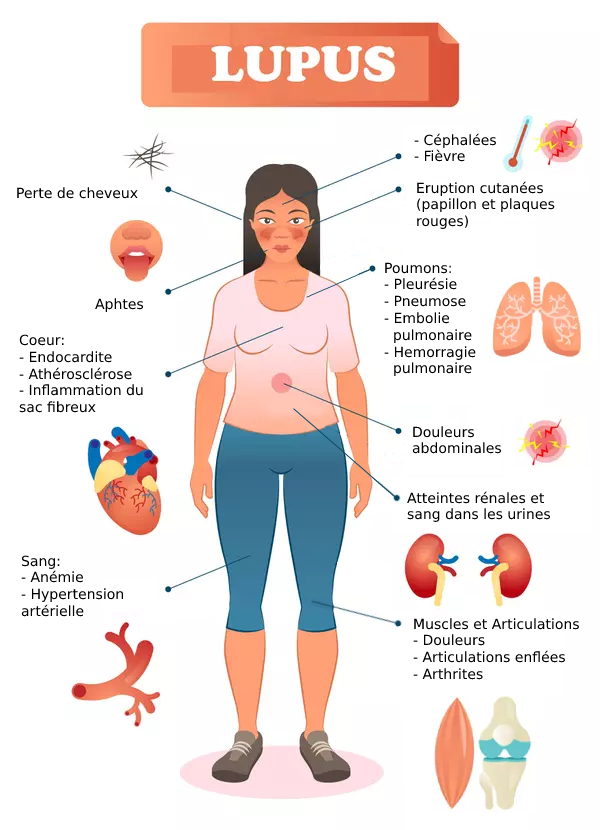 LUPUS
- Céphalées
- Fièvre
Perte de cheveux
Eruption cutanées
(papillon et plaques
rouges)
Aphtes
Poumons:
- Pleurésie
- Pneumose
- Embolie
pulmonaire
- Hemorragie
pulmonaire
Coeur:
- Endocardite
- Athérosclérose
- Inflammation du
sac fibreux
Douleurs
abdominales
Atteintes rénales et
sang dans les urines
Sang:
- Anémie
- Hypertension
artérielle
Muscles et Articulations
- Douleurs
- Articulations enflées
- Arthrites